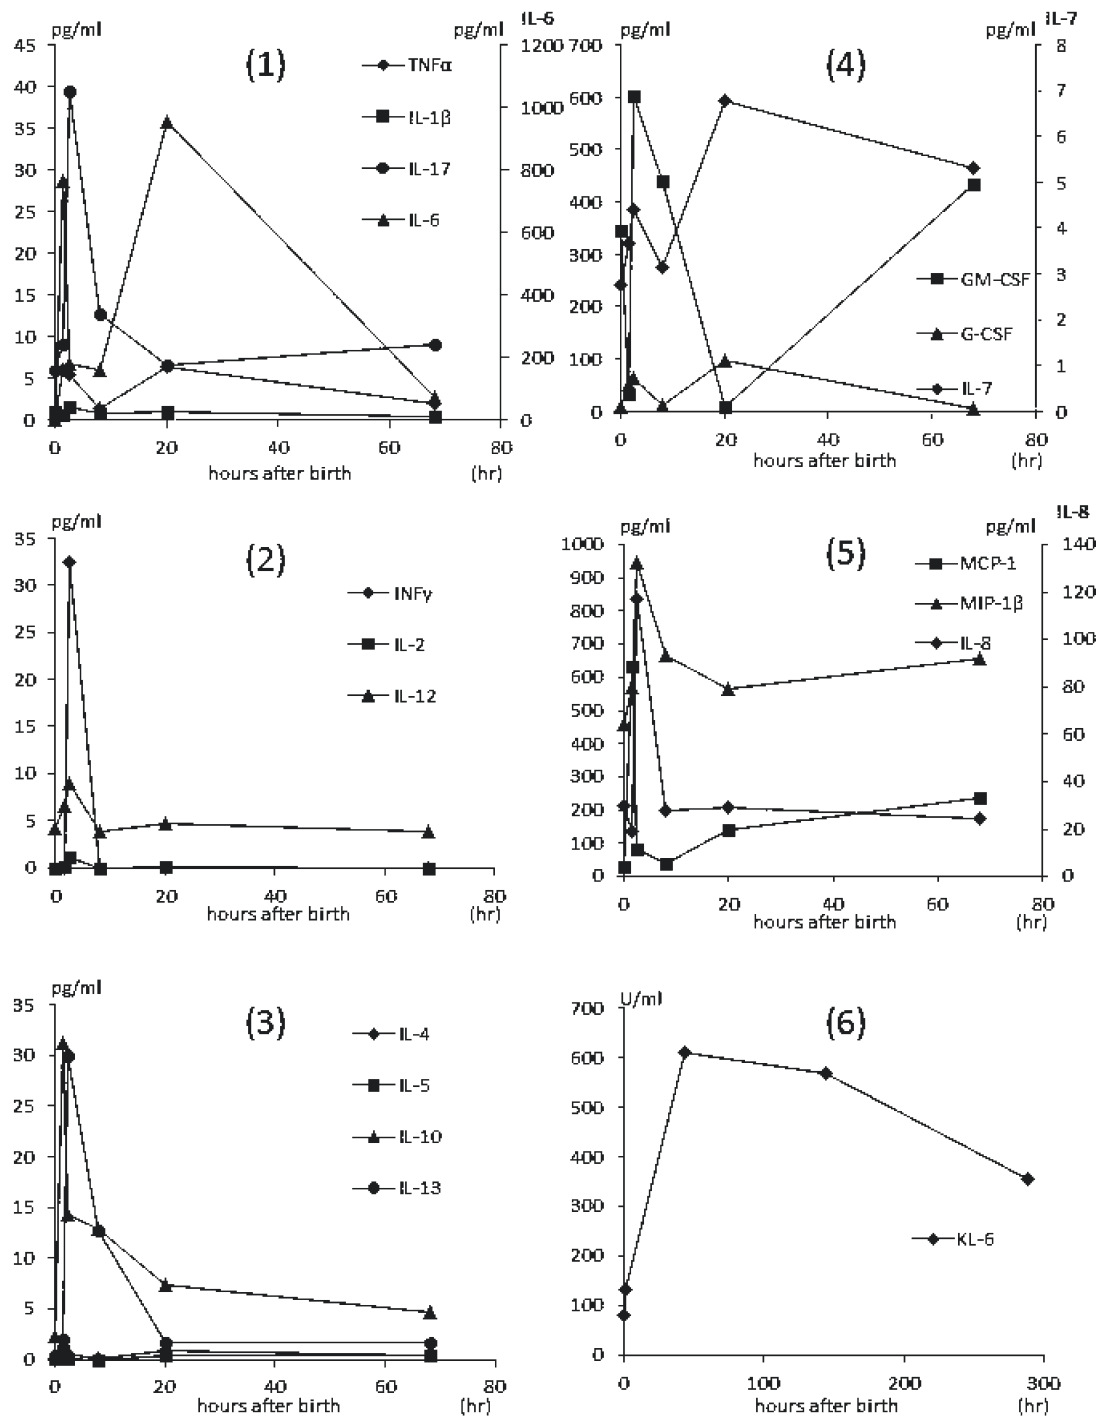 IL-6
pg/ml
pg/ml
(1)
45
40
35
30
25
20
15
10
5
0
1200
1000
800
600
400
200
0
TNFα
IL-1β
IL-17
IL-6
0 20 40 60 80
hours after birth (hr)
IL-7
pg/ml
pg/ml
(4)
700
600
500
400
300
200
100
0
8
7
6
5
4
3
2
1
0
GM-CSF
G-CSF
IL-7
0 20 40 60 80
hours after birth (hr)
pg/ml
(2)
35
30
25
20
15
10
5
0
INFγ
IL-2
IL-12
0 20 40 60 80
hours after birth (hr)
IL-8
pg/ml
pg/ml
(5)
1000
900
800
700
600
500
400
300
200
100
0
140
120
100
80
60
40
20
0
MCP-1
MIP-1β
IL-8
0 20 40 60 80
hours after birth (hr)
pg/ml
(3)
35
30
25
20
15
10
5
0
IL-4
IL-5
IL-10
IL-13
0 20 40 60 80
hours after birth (hr)
U/ml
(6)
700
600
500
400
300
200
100
0
KL-6
0 100 200 300
hours after birth (hr)